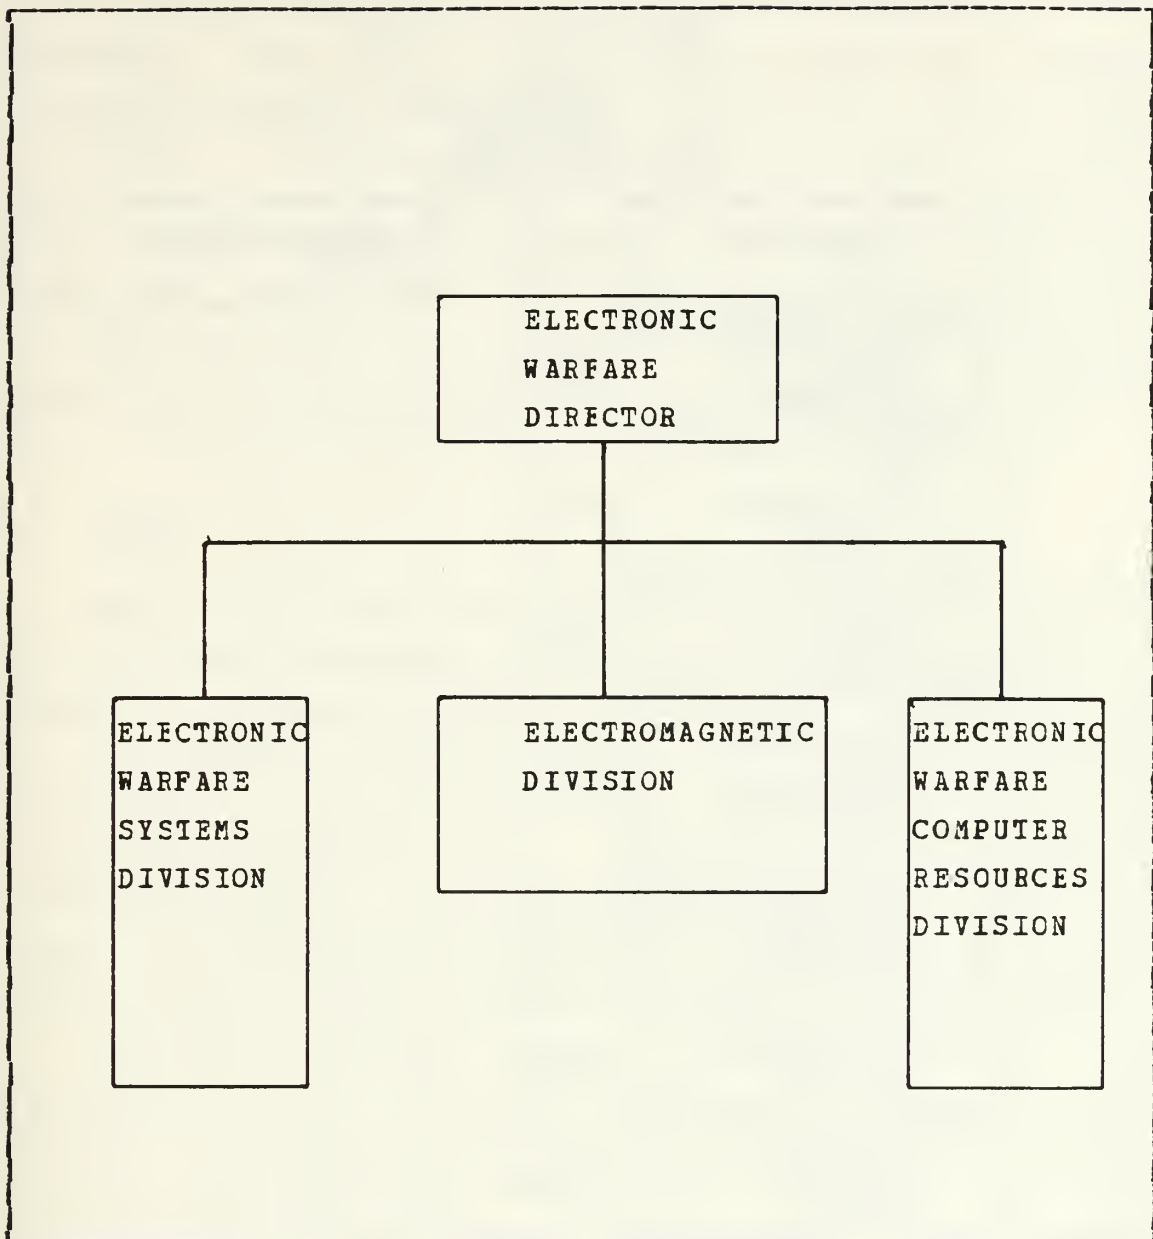 ELECTRONIC
WARFARE
DIRECTOR
ELECTRONIC
WARFARE
SYSTEMS
DIVISION
ELECTROMAGNETIC
DIVISION
ELECTRONIC
WARFARE
COMPUTER
RESOURCES
DIVISION